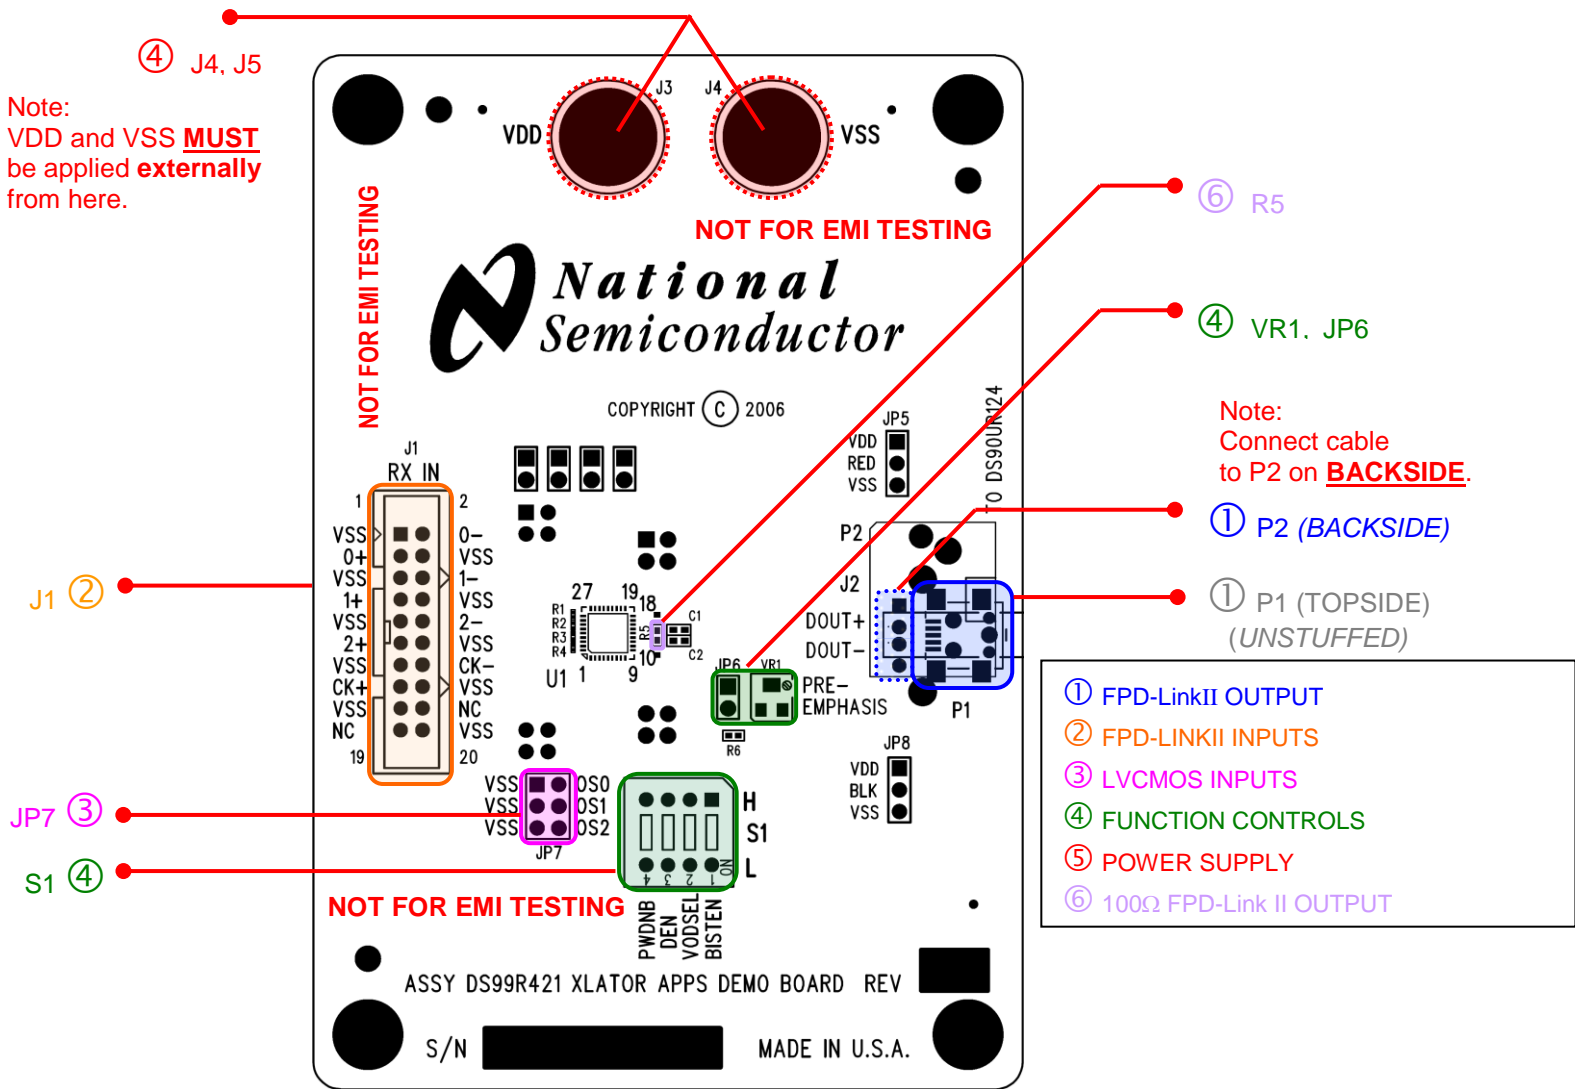 ④ J4, J5
Note:
VDD and VSS MUST
be applied externally
from here.
J3
J4
VDD
VSS
NOT FOR EMI TESTING
NOT FOR EMI TESTING
National
Semiconductor
COPYRIGHT © 2006
⑥ R5
④ VR1, JP6
Note:
Connect cable
to P2 on BACKSIDE.
① P2 (BACKSIDE)
① P1 (TOPSIDE)
(UNSTUFFED)
TO DS90UR124
JP5
VDD
RED
VSS
P2
J2
DOUT+
DOUT-
P1
J1
RX IN
1 2
VSS 0-
0+ VSS
VSS 1-
1+ VSS
VSS 2-
2+ VSS
VSS CK-
CK+ VSS
VSS NC
NC VSS
19 20
J1 ②
27 19
18
R1
R2
R3
R4
R5
C1
C2
10
U1 1 9
JP6 VR1
PRE-
EMPHASIS
R6
JP8
VDD
BLK
VSS
VSS OS0
VSS OS1
VSS OS2
JP7
JP7 ③
S1 ④
H
S1
L
ON
4 3 2 1
PWDNB
DEN
VODSEL
BISTEN
NOT FOR EMI TESTING
ASSY DS99R421 XLATOR APPS DEMO BOARD REV
S/N
MADE IN U.S.A.
① FPD-LinkII OUTPUT
② FPD-LINKII INPUTS
③ LVCMOS INPUTS
④ FUNCTION CONTROLS
⑤ POWER SUPPLY
⑥ 100Ω FPD-Link II OUTPUT